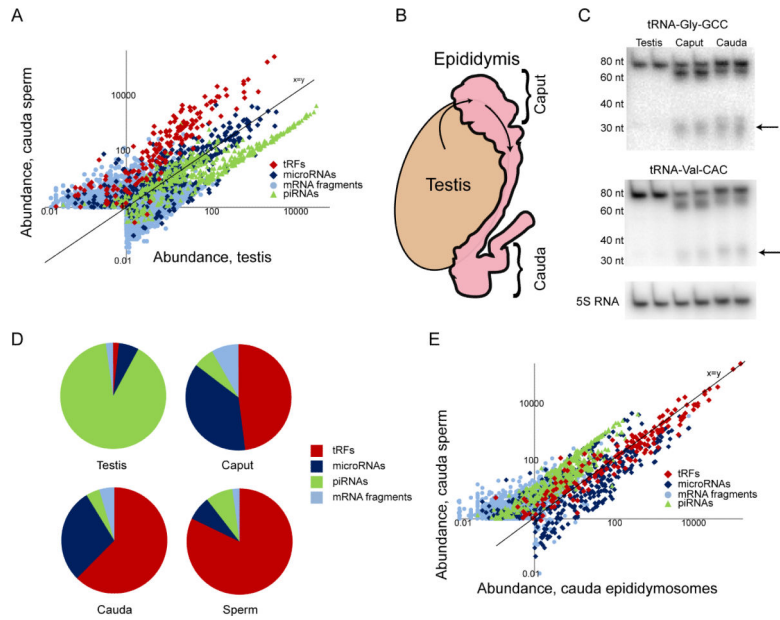 A
Abundance, cauda sperm
10000
100
0.01
0.01
100
10000
x=y
tRFs
microRNAs
mRNA fragments
piRNAs
Abundance, testis
B
Epididymis
Caput
Testis
Cauda
C
tRNA-Gly-GCC
Testis Caput Cauda
80 nt
60 nt
40 nt
30 nt
tRNA-Val-CAC
80 nt
60 nt
40 nt
30 nt
5S RNA
D
Testis
Caput
tRFs
microRNAs
piRNAs
mRNA fragments
Cauda
Sperm
E
Abundance, cauda sperm
x=y
10000
100
tRFs
microRNAs
mRNA fragments
piRNAs
0.01
100
10000
0.01
Abundance, cauda epididymosomes